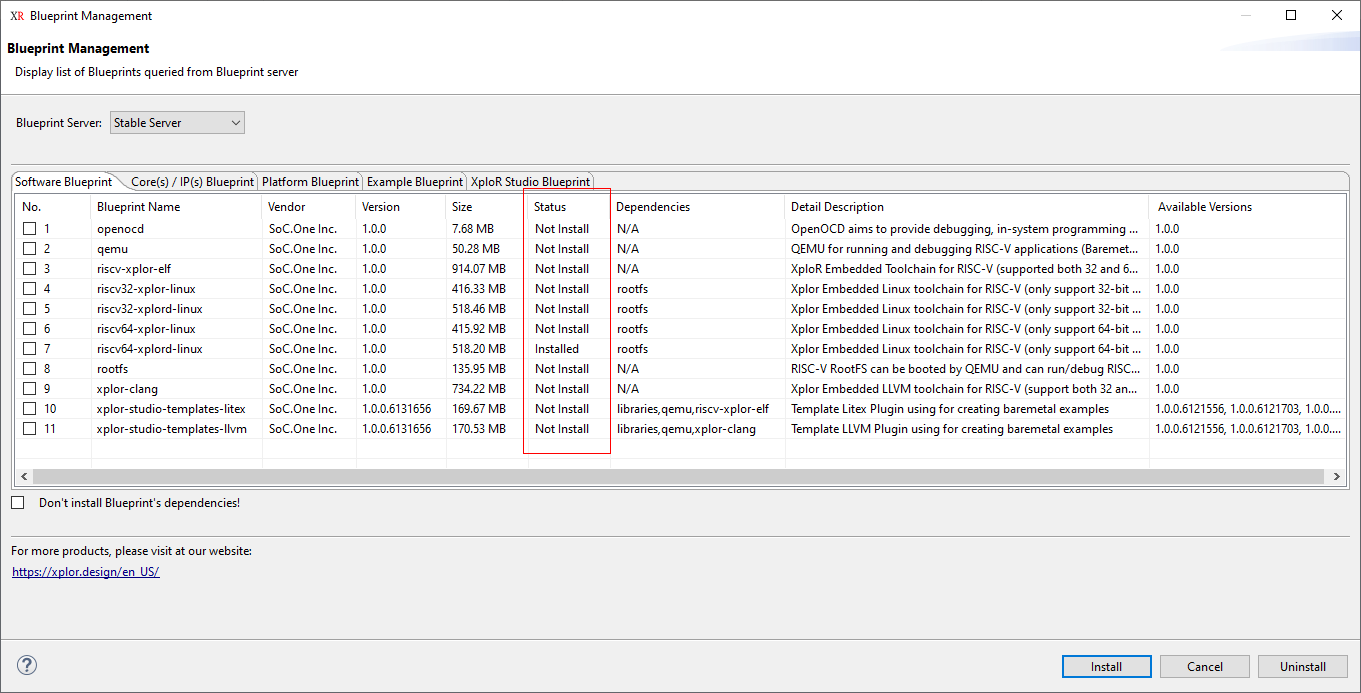 XR Blueprint Management
Blueprint Management
Display list of Blueprints queried from Blueprint server
Blueprint Server: Stable Server
Software Blueprint Core(s) / IP(s) Blueprint Platform Blueprint Example Blueprint XploR Studio Blueprint
No. Blueprint Name Vendor Version Size Status Dependencies Detail Description Available Versions
1 openocd SoC.One Inc. 1.0.0 7.68 MB Not Install N/A OpenOCD aims to provide debugging, in-system programming ... 1.0.0
2 qemu SoC.One Inc. 1.0.0 50.28 MB Not Install N/A QEMU for running and debugging RISC-V applications (Baremet... 1.0.0
3 riscv-xplor-elf SoC.One Inc. 1.0.0 914.07 MB Not Install N/A XploR Embedded Toolchain for RISC-V (supported both 32 and 6... 1.0.0
4 riscv32-xplor-linux SoC.One Inc. 1.0.0 416.33 MB Not Install rootfs Xplor Embedded Linux toolchain for RISC-V (only support 32-bit ... 1.0.0
5 riscv32-xplord-linux SoC.One Inc. 1.0.0 518.46 MB Not Install rootfs Xplor Embedded Linux toolchain for RISC-V (only support 32-bit ... 1.0.0
6 riscv64-xplor-linux SoC.One Inc. 1.0.0 415.92 MB Not Install rootfs Xplor Embedded Linux toolchain for RISC-V (only support 64-bit ... 1.0.0
7 riscv64-xplord-linux SoC.One Inc. 1.0.0 518.20 MB Installed rootfs Xplor Embedded Linux toolchain for RISC-V (only support 64-bit ... 1.0.0
8 rootfs SoC.One Inc. 1.0.0 135.95 MB Not Install N/A RISC-V RootFS can be booted by QEMU and can run/debug RISC... 1.0.0
9 xplor-clang SoC.One Inc. 1.0.0 734.22 MB Not Install N/A Xplor Embedded LLVM toolchain for RISC-V (support both 32 an... 1.0.0
10 xplor-studio-templates-litex SoC.One Inc. 1.0.0.6131656 169.67 MB Not Install libraries,qemu,riscv-xplor-elf Template Litex Plugin using for creating baremetal examples 1.0.0.6121556, 1.0.0.6121703, 1.0.0....
11 xplor-studio-templates-llvm SoC.One Inc. 1.0.0.6131656 170.53 MB Not Install libraries,qemu,xplor-clang Template LLVM Plugin using for creating baremetal examples 1.0.0.6121556, 1.0.0.6121703, 1.0.0....
Don't install Blueprint's dependencies!
For more products, please visit at our website:
https://xplor.design/en_US/
? Install Cancel Uninstall